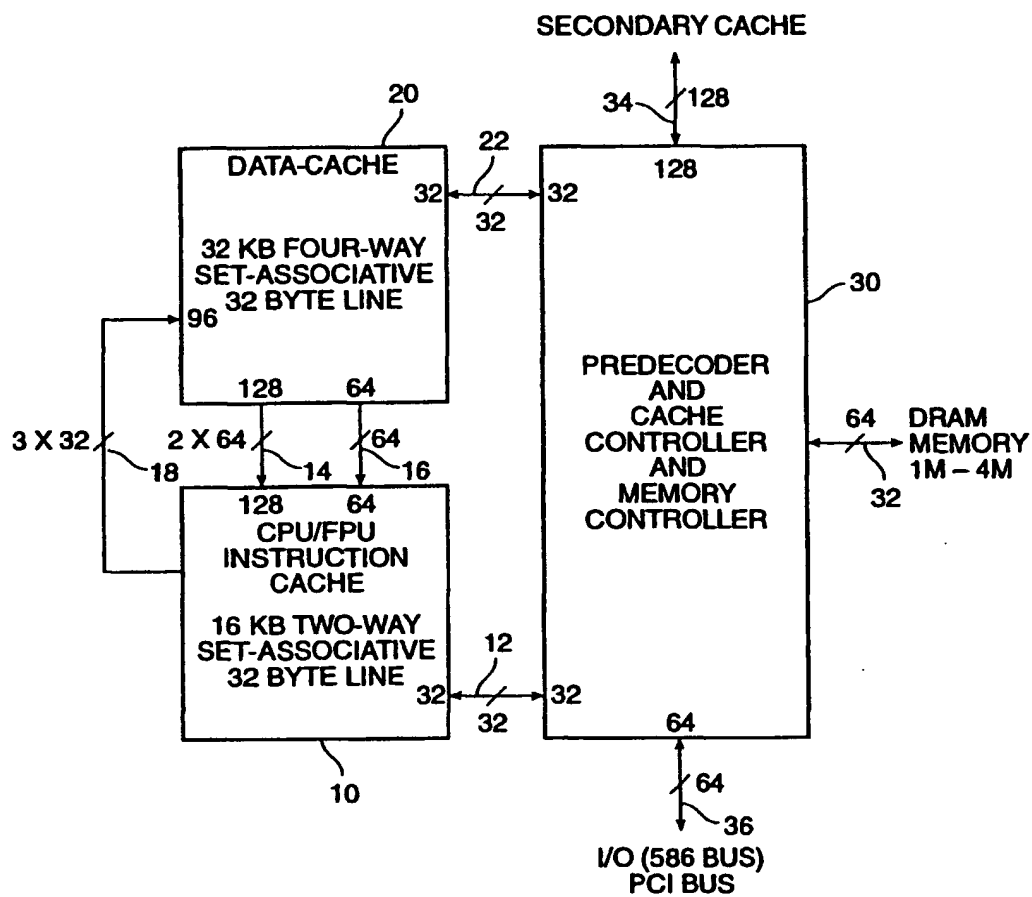 SECONDARY CACHE
34
128
20
DATA-CACHE
22
128
32
32
32
32 KB FOUR-WAY
SET-ASSOCIATIVE
32 BYTE LINE
30
96
PREDECODER
AND
CACHE
CONTROLLER
AND
MEMORY
CONTROLLER
128
64
64
DRAM
MEMORY
1M – 4M
32
3 X 32
18
2 X 64
14
64
16
128
64
CPU/FPU
INSTRUCTION
CACHE
16 KB TWO-WAY
SET-ASSOCIATIVE
32 BYTE LINE
12
32
32
32
64
10
64
36
I/O (586 BUS)
PCI BUS